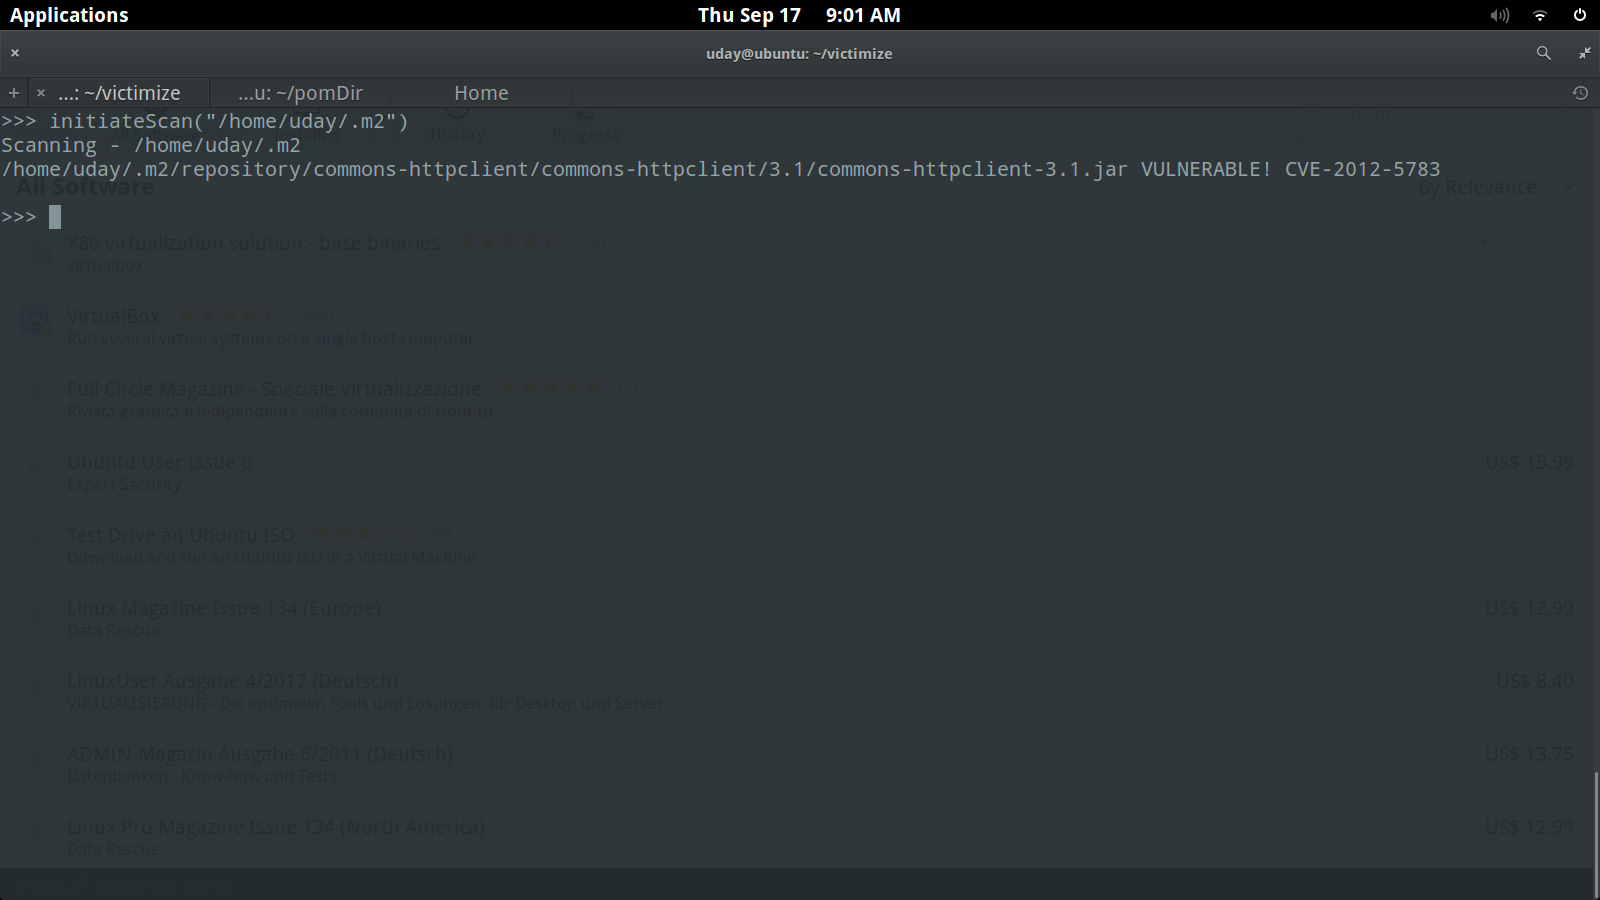 Applications
Thu Sep 17 9:01 AM
uday@ubuntu: ~/victimize
...: ~/victimize
...u: ~/pomDir
Home
>>> initiateScan("/home/uday/.m2")
Scanning - /home/uday/.m2
/home/uday/.m2/repository/commons-httpclient/commons-httpclient/3.1/commons-httpclient-3.1.jar VULNERABLE! CVE-2012-5783
>>>
All Software
Installed
History
Progress
All Software
By Relevance
X86 virtualization solution - base binaries
virtualbox
VirtualBox
Run several virtual systems on a single host computer
Full Circle Magazine - Speciale Virtualizzazione (1)
Rivista gratuita e indipendente sulla comunità di Ubuntu.
Ubuntu User Issue 6 US$ 15.99
Expert Security
Test Drive an Ubuntu ISO
Download and run an Ubuntu ISO in a Virtual Machine
Linux Magazine Issue 134 (Europe) US$ 12.99
Data Rescue
LinuxUser Ausgabe 4/2012 (Deutsch) US$ 8.40
VIRTUALISIERUNG - Die optimalen Tools und Lösungen für Desktop und Server
ADMIN-Magazin Ausgabe 6/2011 (Deutsch) US$ 13.75
Datenbanken - Know-how und Tests
Linux Pro Magazine Issue 134 (North America) US$ 12.99
Data Rescue